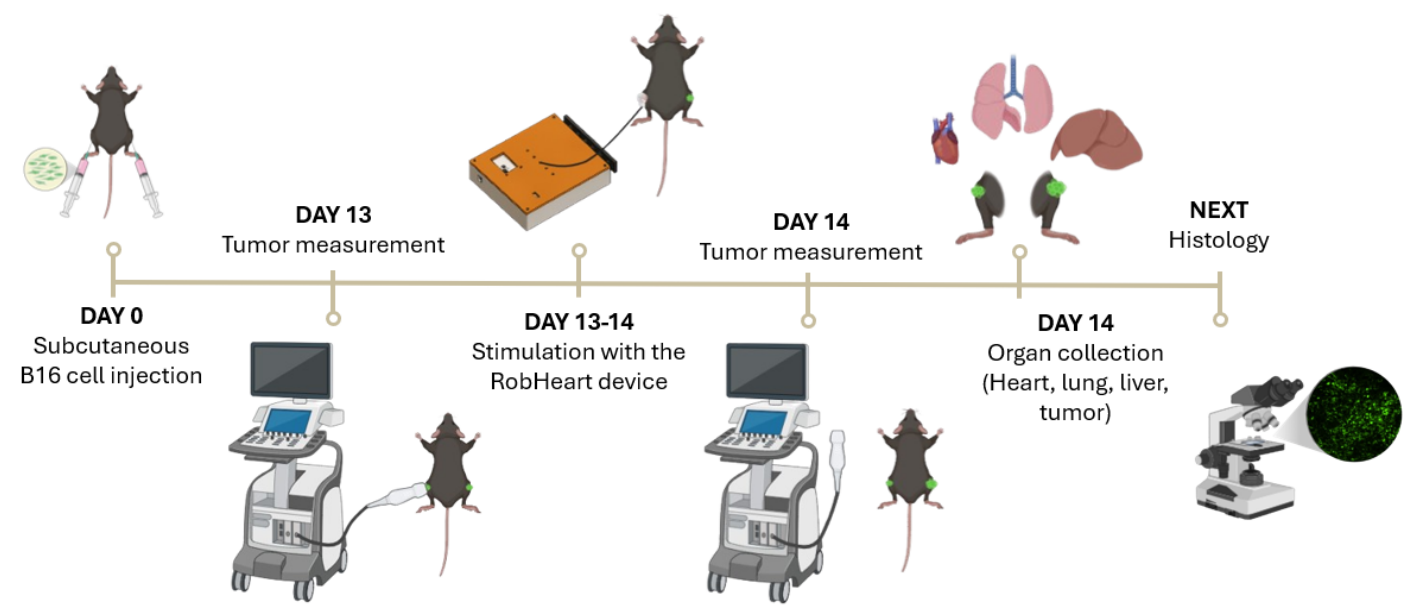 DAY 0
Subcutaneous
B16 cell injection
DAY 13
Tumor measurement
DAY 13-14
Stimulation with the
RobHeart device
DAY 14
Tumor measurement
DAY 14
Organ collection
(Heart, lung, liver,
tumor)
NEXT
Histology